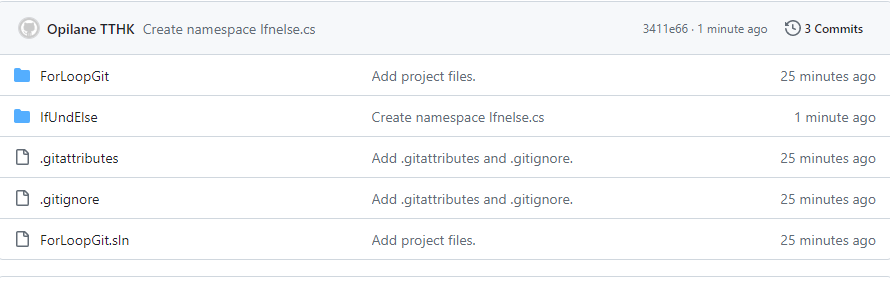 Opilane TTHK Create namespace Ifnelse.cs 3411e66 · 1 minute ago 3 Commits
ForLoopGit Add project files. 25 minutes ago
IfUndElse Create namespace Ifnelse.cs 1 minute ago
.gitattributes Add .gitattributes and .gitignore. 25 minutes ago
.gitignore Add .gitattributes and .gitignore. 25 minutes ago
ForLoopGit.sln Add project files. 25 minutes ago